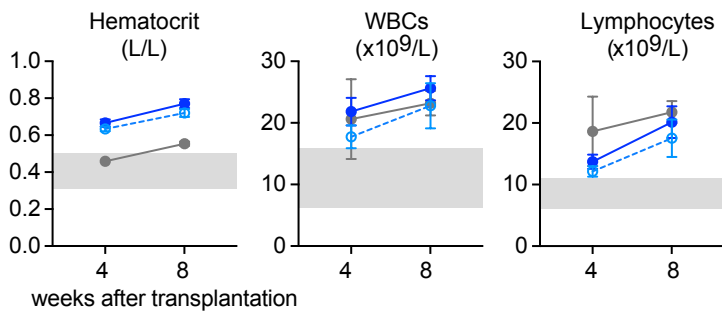 Hematocrit
(L/L)
1.0
0.8
0.6
0.4
0.2
0.0
4 8
WBCs
(x10⁹/L)
30
20
10
0
4 8
Lymphocytes
(x10⁹/L)
30
20
10
0
4 8
weeks after transplantation